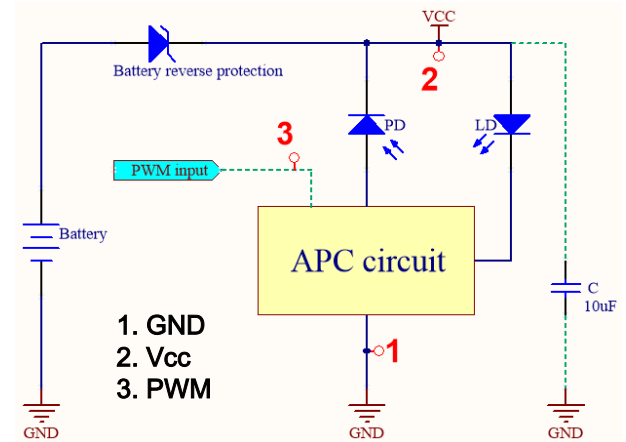 VCC
Battery reverse protection
2
PD
LD
3
PWM input
Battery
APC circuit
C
10uF
1. GND
2. Vcc
3. PWM
1
GND
GND
GND